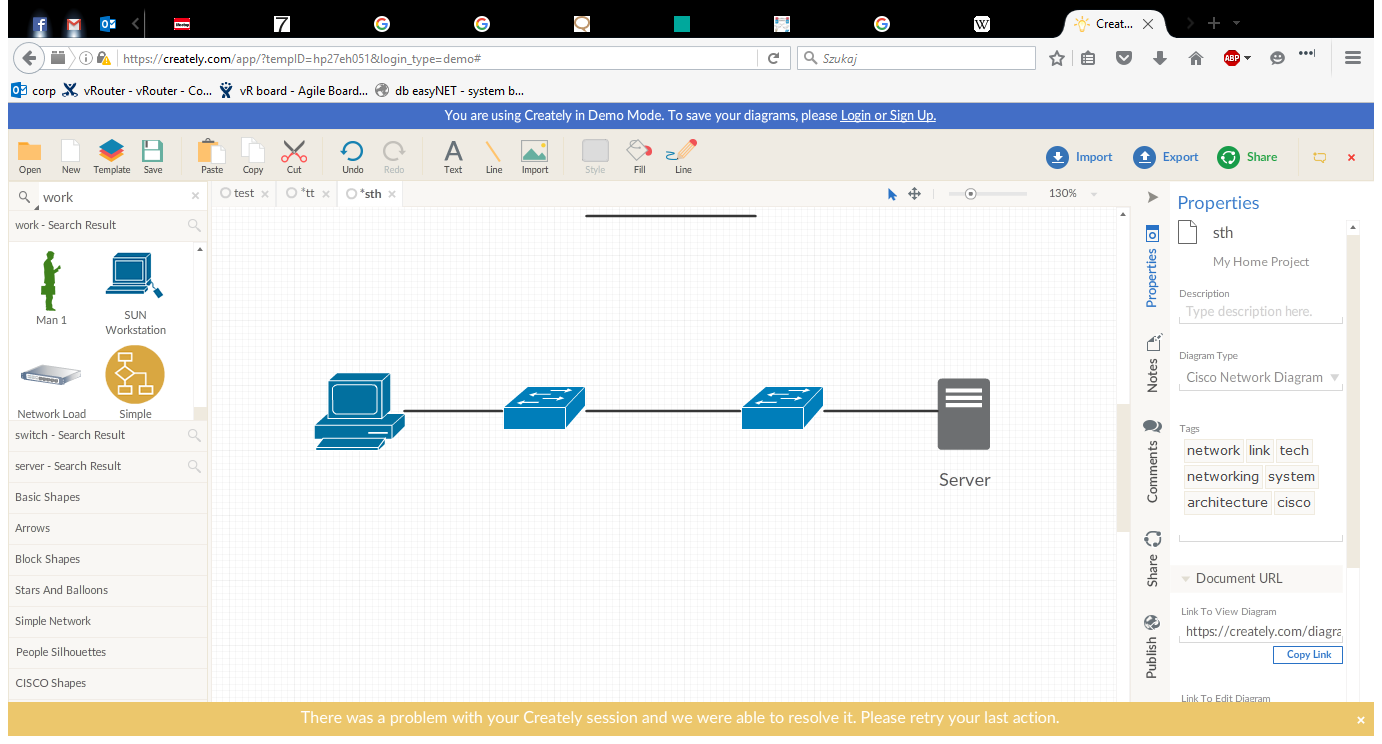 7
G
G
G
W
Creat...
https://creately.com/app/?tempID=hp27eh051&login_type=demo#
Szukaj
ABP
corp
vRouter - vRouter - Co...
vR board - Agile Board...
db easyNET - system b...
You are using Creately in Demo Mode. To save your diagrams, please Login or Sign Up.
Open
New
Template
Save
Paste
Copy
Cut
Undo
Redo
Text
Line
Import
Style
Fill
Line
Import
Export
Share
work
test
*tt
*sth
130%
work - Search Result
Man 1
SUN
Workstation
Network Load
Simple
switch - Search Result
server - Search Result
Basic Shapes
Arrows
Block Shapes
Stars And Balloons
Simple Network
People Silhouettes
CISCO Shapes
Server
Properties
Notes
Comments
Share
Publish
Properties
sth
My Home Project
Description
Type description here.
Diagram Type
Cisco Network Diagram
Tags
network link tech
networking system
architecture cisco
Document URL
Link To View Diagram
https://creately.com/diagra
Copy Link
Link To Edit Diagram
There was a problem with your Creately session and we were able to resolve it. Please retry your last action.